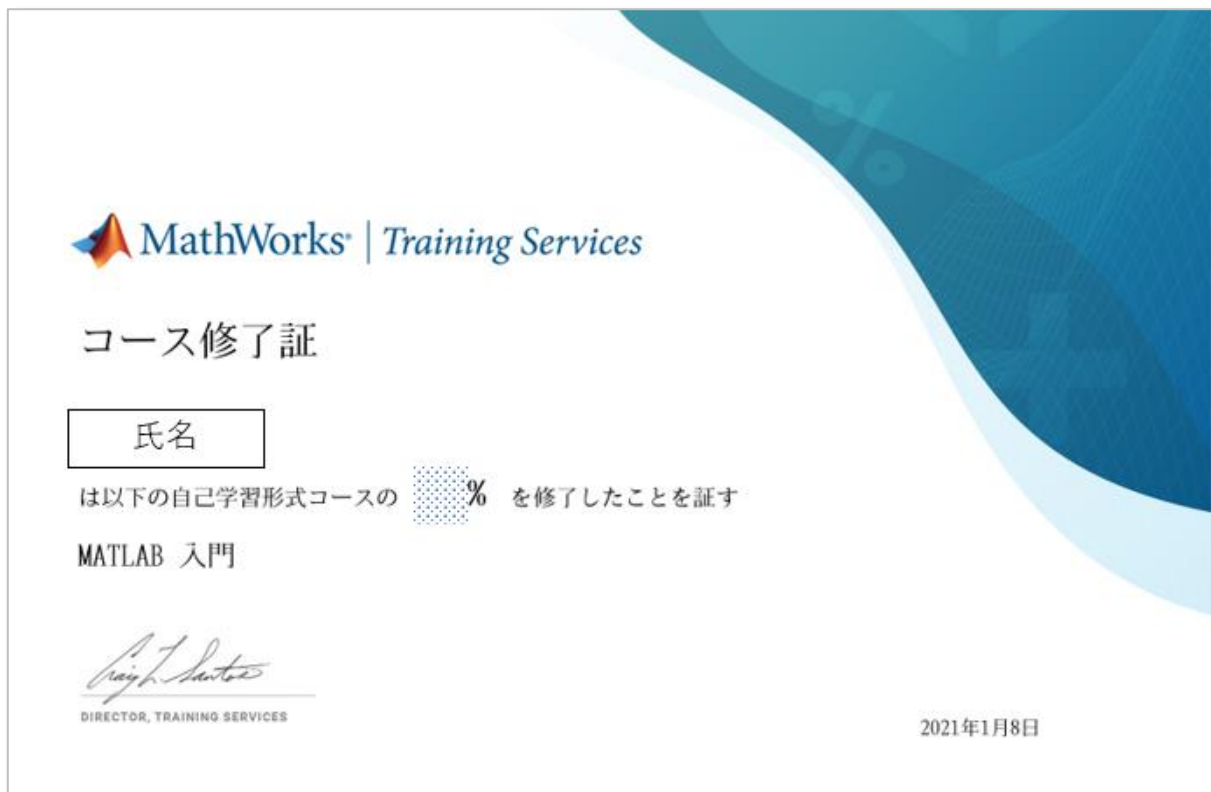 MathWorks® | Training Services
コース修了証
氏名
は以下の自己学習形式コースの % を修了したことを証す
MATLAB 入門
Craig L. Santos
DIRECTOR, TRAINING SERVICES
2021年1月8日